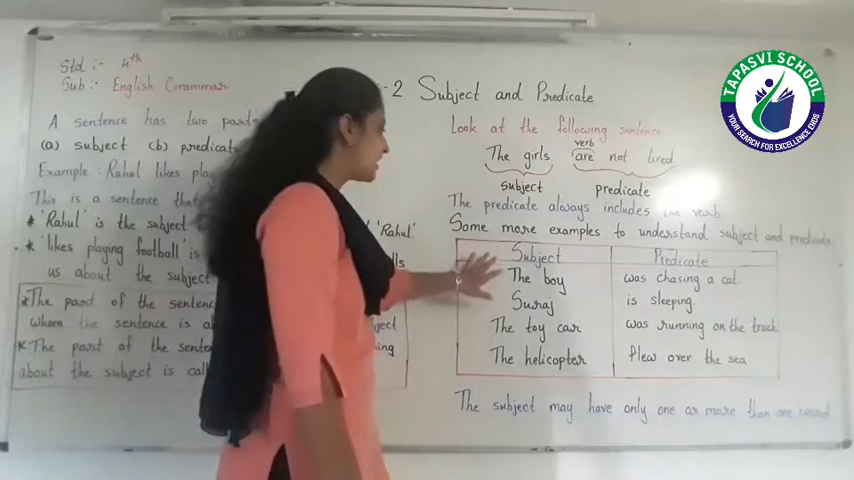 Std :- 4th
Sub :- English Grammar
-2 Subject and Predicate
A sentence has two parts
(a) subject (b) predicate
Example : Rahul likes play
This is a sentence that
* 'Rahul' is the subject 'Rahul'.
* 'likes playing football' is
us about the subject
*The part of the sentenc
whom the sentence is a ject
*The part of the sente
about the subject is call
Look at the following sentence
verb
The girls are not tired
subject predicate
The predicate always includes the verb
Some more examples to understand subject and predicate
Subject Predicate
The boy was chasing a cat.
Suraj is sleeping.
The toy car was running on the track
The helicopter flew over the sea
The subject may have only one or more than one word
TAPASVI SCHOOL
YOUR SEARCH FOR EXCELLENCE ENDS